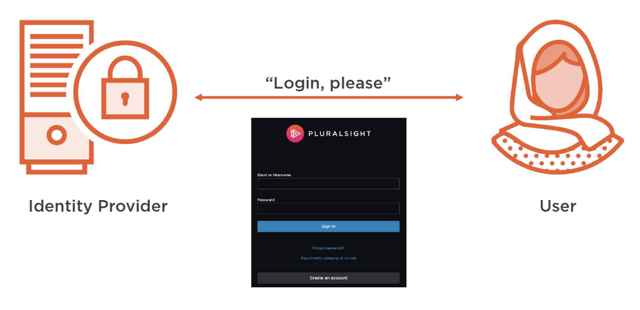 “Login, please”
PLURALSIGHT
Email or Username
Password
Sign in
Forgot password?
Sign in with company or school
Create an account
Identity Provider
User